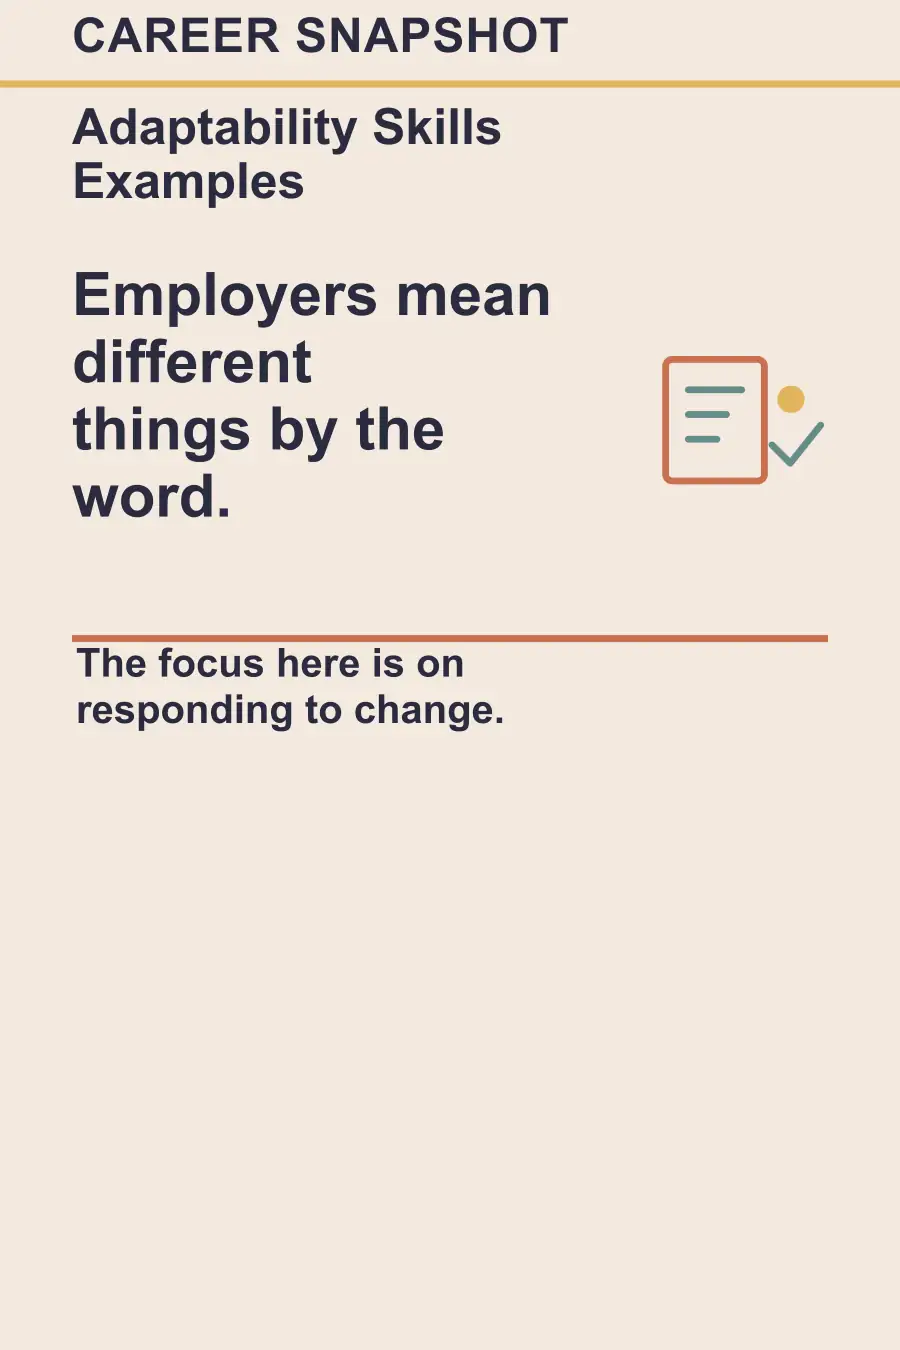 CAREER SNAPSHOT
Adaptability Skills
Examples
Employers mean
different
things by the
word.
The focus here is on
responding to change.